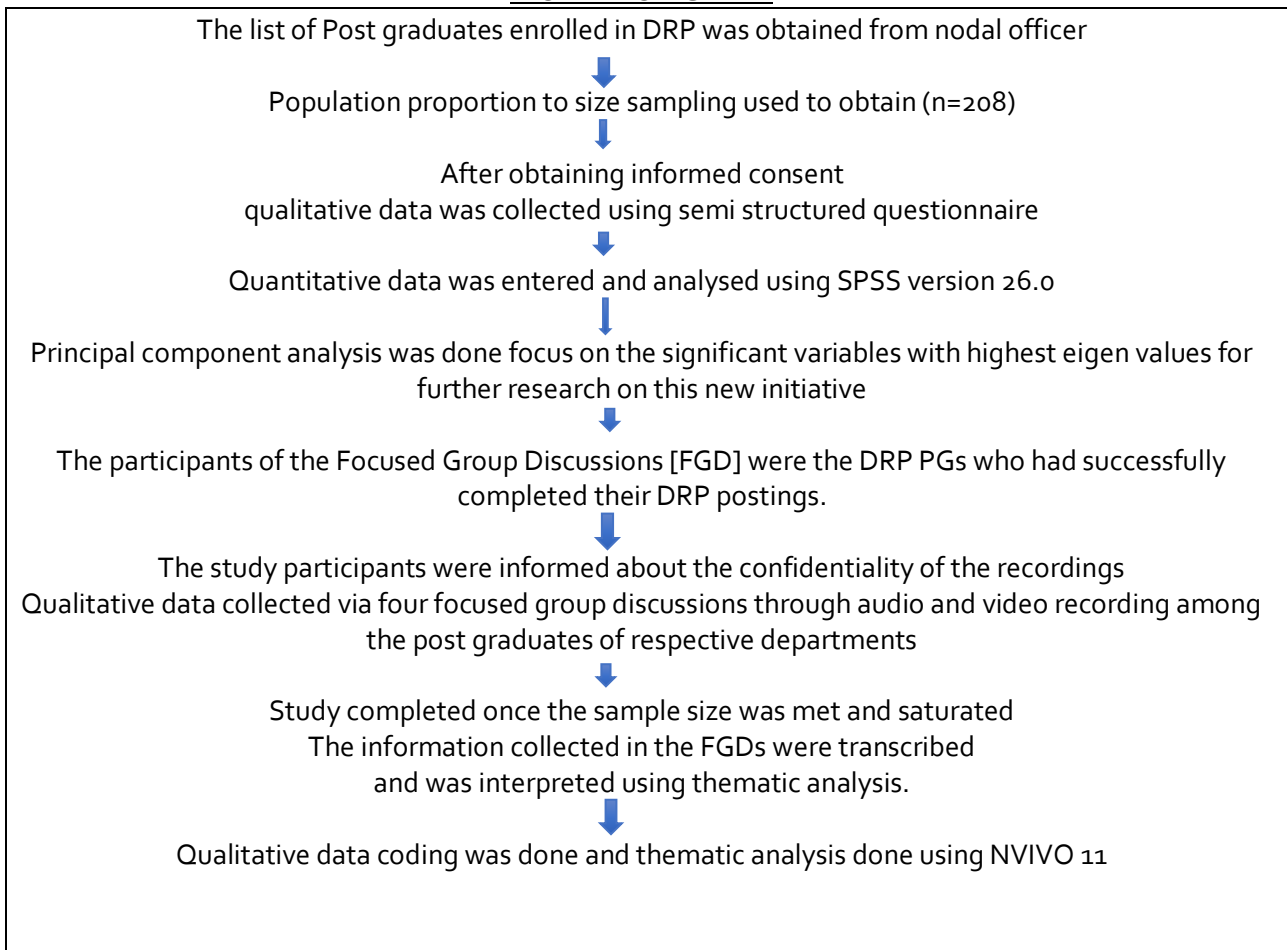 The list of Post graduates enrolled in DRP was obtained from nodal officer
Population proportion to size sampling used to obtain (n=208)
After obtaining informed consent
qualitative data was collected using semi structured questionnaire
Quantitative data was entered and analysed using SPSS version 26.0
Principal component analysis was done focus on the significant variables with highest eigen values for
further research on this new initiative
The participants of the Focused Group Discussions [FGD] were the DRP PGs who had successfully
completed their DRP postings.
The study participants were informed about the confidentiality of the recordings
Qualitative data collected via four focused group discussions through audio and video recording among
the post graduates of respective departments
Study completed once the sample size was met and saturated
The information collected in the FGDs were transcribed
and was interpreted using thematic analysis.
Qualitative data coding was done and thematic analysis done using NVIVO 11